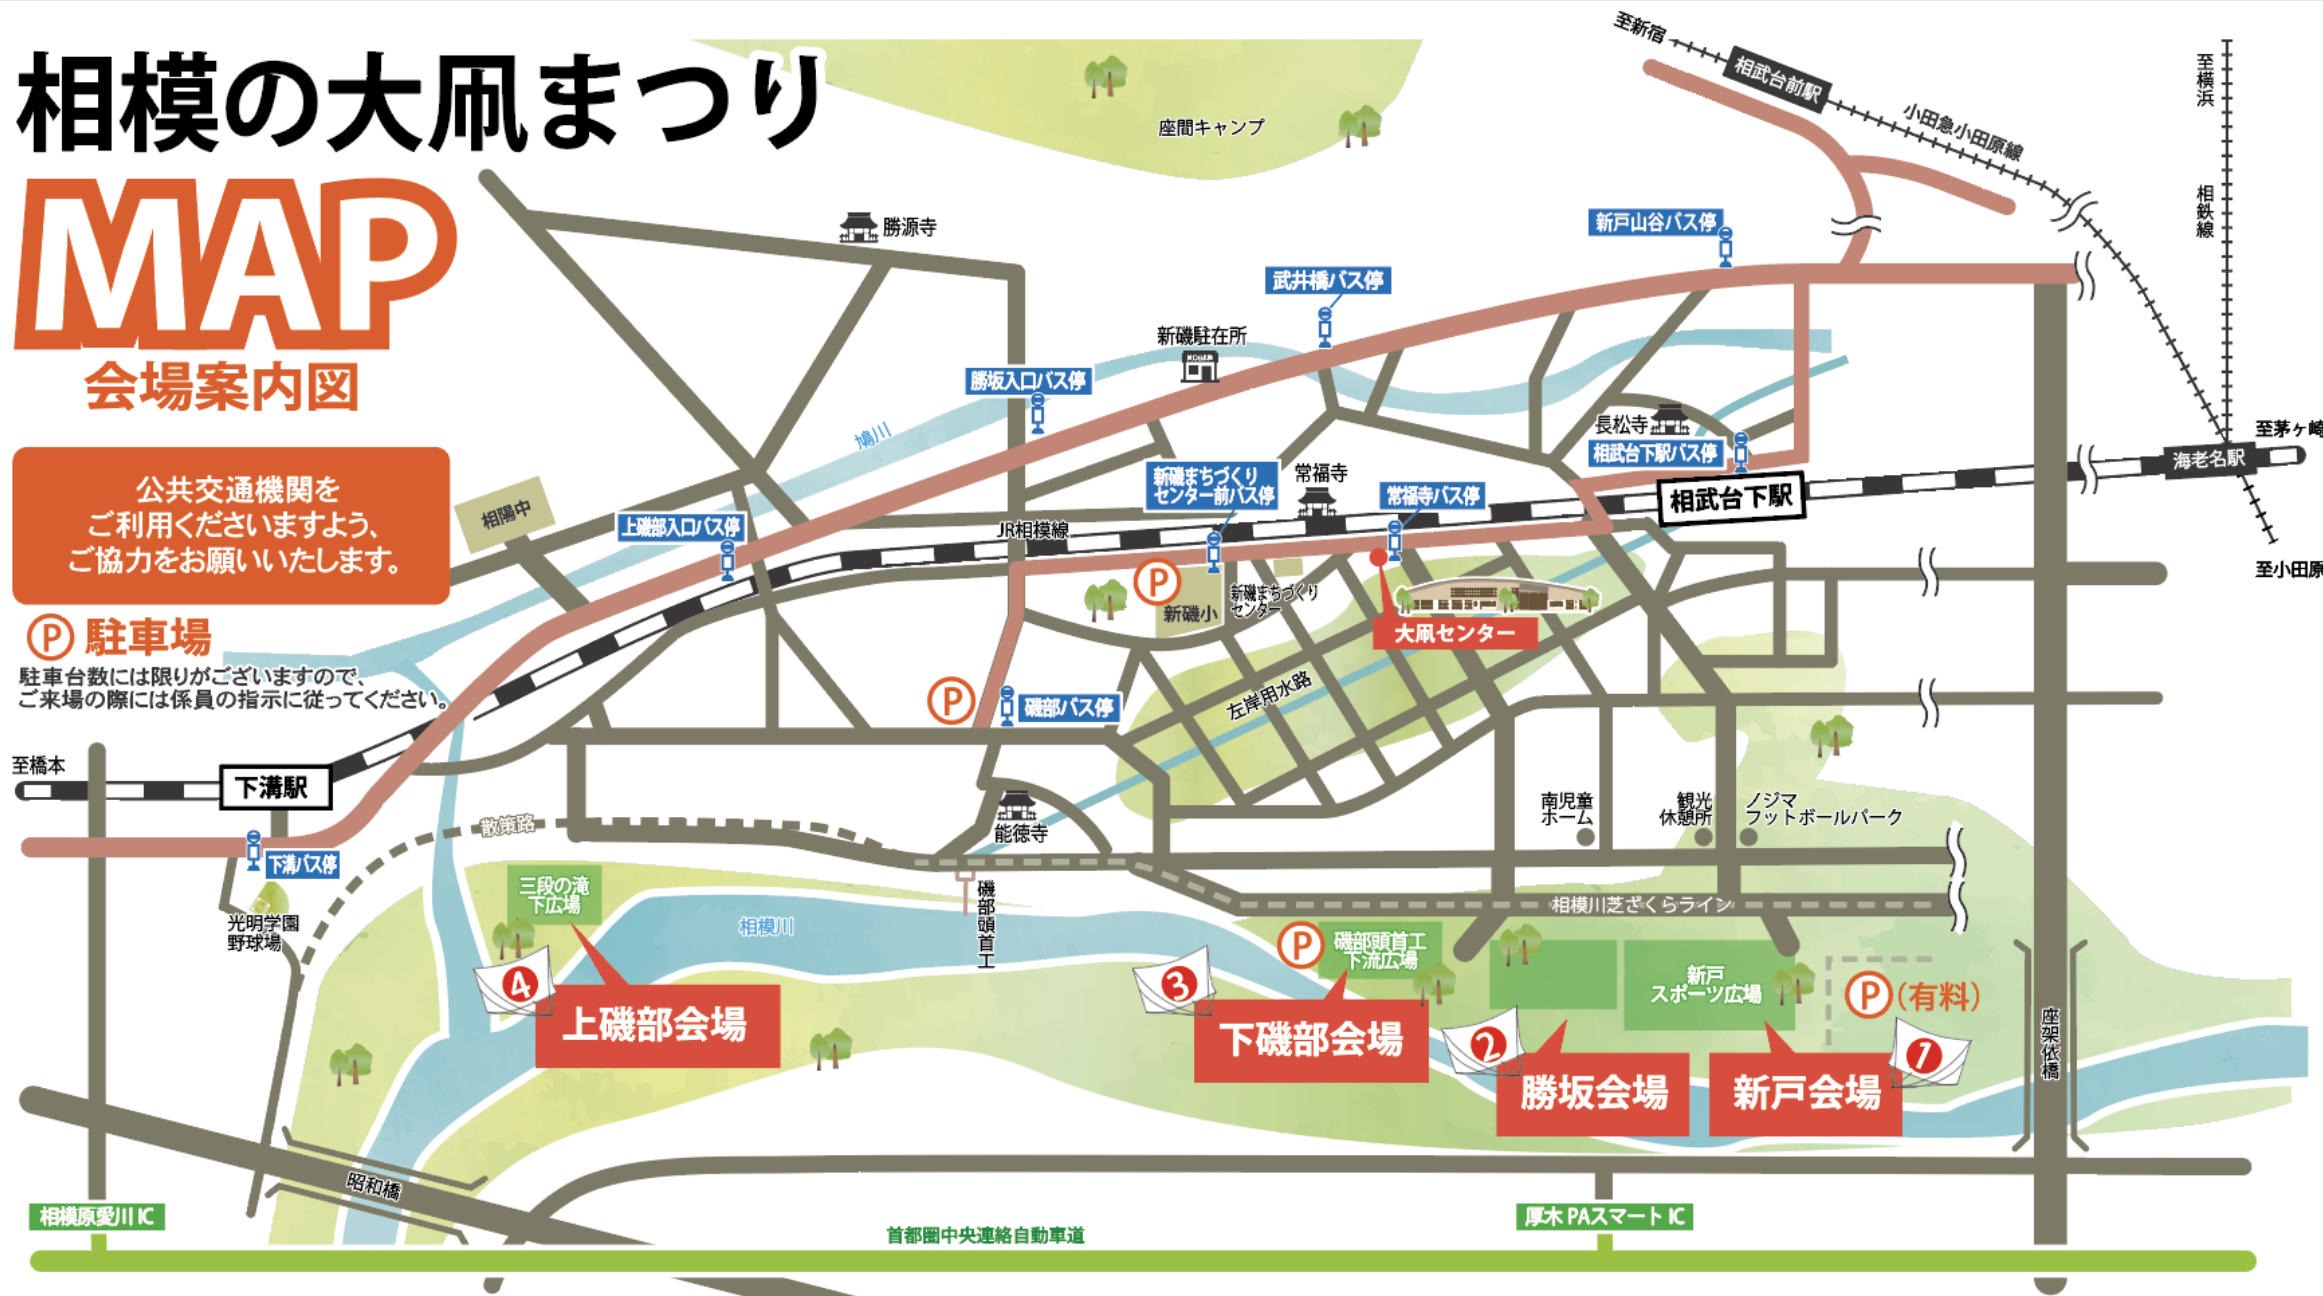 相模の大凧まつり
MAP
会場案内図
公共交通機関を
ご利用くださいますよう、
ご協力をお願いいたします。
P 駐車場
駐車台数には限りがございますので、
ご来場の際には係員の指示に従ってください。
座間キャンプ
至新宿
相武台前駅
小田急小田原線
至横浜
相鉄線
勝源寺
新戸山谷バス停
武井橋バス停
新磯駐在所
勝坂入口バス停
鳩川
長松寺
相武台下駅バス停
至茅ヶ崎
海老名駅
至小田原
相武台下駅
常福寺
常福寺バス停
新磯まちづくり
センター前バス停
相陽中
上磯部入口バス停
JR相模線
P
新磯小
新磯まちづくり
センター
大凧センター
左岸用水路
P
磯部バス停
至橋本
下溝駅
下溝バス停
散策路
能徳寺
南児童
ホーム
観光
休憩所
ノジマ
フットボールパーク
光明学園
野球場
三段の滝
下広場
相模川
磯部頭首工
相模川芝ざくらライン
P
磯部頭首工
下流広場
新戸
スポーツ広場
P(有料)
4
上磯部会場
3
下磯部会場
2
勝坂会場
1
新戸会場
座架依橋
昭和橋
相模原愛川IC
厚木PAスマートIC
首都圏中央連絡自動車道